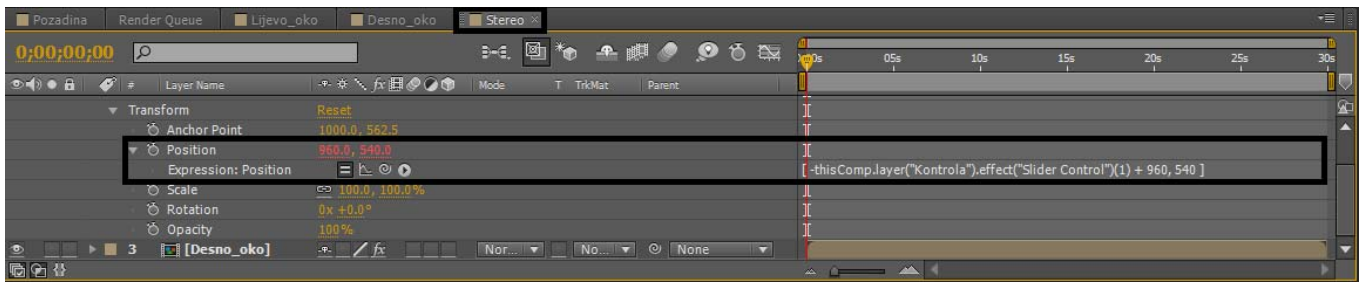 Pozadina Render Queue Lijevo_oko Desno_oko Stereo ×
0;00;00;00 05s 10s 15s 20s 25s 30s
# Layer Name fx Mode T TrkMat Parent
Transform Reset
Anchor Point 1000.0, 562.5
Position 960.0, 540.0
Expression: Position [ -thisComp.layer("Kontrola").effect("Slider Control")(1) + 960, 540 ]
Scale 100.0, 100.0%
Rotation 0x +0.0°
Opacity 100%
3 [Desno_oko] fx Nor... No... None